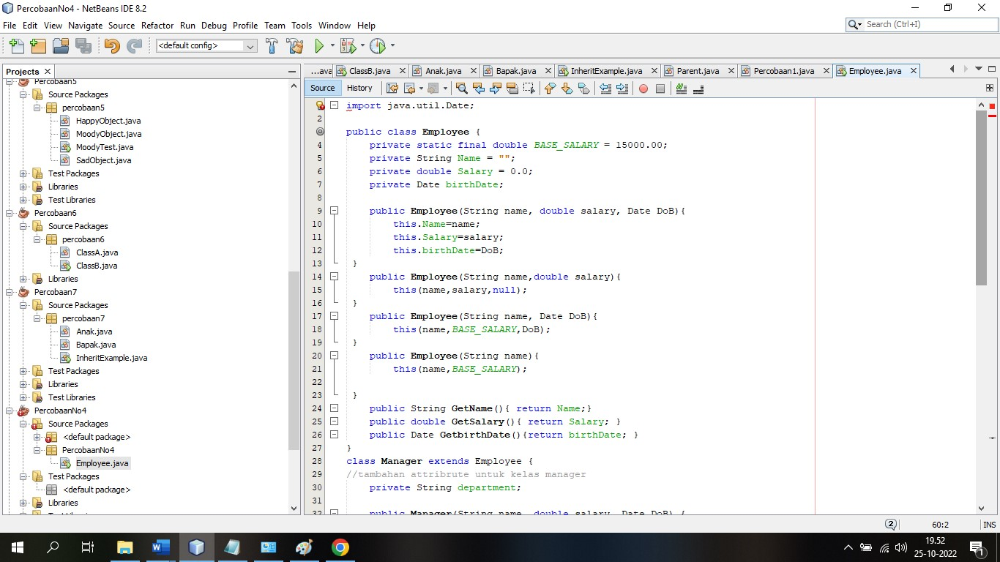 PercobaanNo4 - NetBeans IDE 8.2
File Edit View Navigate Source Refactor Run Debug Profile Team Tools Window Help
Search (Ctrl+I)
<default config>
Projects
Percobaan5
Source Packages
percobaan5
HappyObject.java
MoodyObject.java
MoodyTest.java
SadObject.java
Test Packages
Libraries
Test Libraries
Percobaan6
Source Packages
percobaan6
ClassA.java
ClassB.java
Libraries
Percobaan7
Source Packages
percobaan7
Anak.java
Bapak.java
InheritExample.java
Test Packages
Libraries
Test Libraries
PercobaanNo4
Source Packages
<default package>
PercobaanNo4
Employee.java
Test Packages
<default package>
Libraries
...ava ClassB.java Anak.java Bapak.java InheritExample.java Parent.java Percobaan1.java Employee.java
Source History
import java.util.Date;
2
public class Employee {
4 private static final double BASE_SALARY = 15000.00;
5 private String Name = "";
6 private double Salary = 0.0;
7 private Date birthDate;
8
9 public Employee(String name, double salary, Date DoB){
10 this.Name=name;
11 this.Salary=salary;
12 this.birthDate=DoB;
13 }
14 public Employee(String name,double salary){
15 this(name,salary,null);
16 }
17 public Employee(String name, Date DoB){
18 this(name,BASE_SALARY,DoB);
19 }
20 public Employee(String name){
21 this(name,BASE_SALARY);
22
23 }
24 public String GetName(){ return Name;}
25 public double GetSalary(){ return Salary; }
26 public Date GetbirthDate(){return birthDate; }
27 }
28 class Manager extends Employee {
29 //tambahan attribrute untuk kelas manager
30 private String department;
31
32 public Manager(String name, double salary, Date DoB) {
2
60:2
INS
19.52
25-10-2022
1